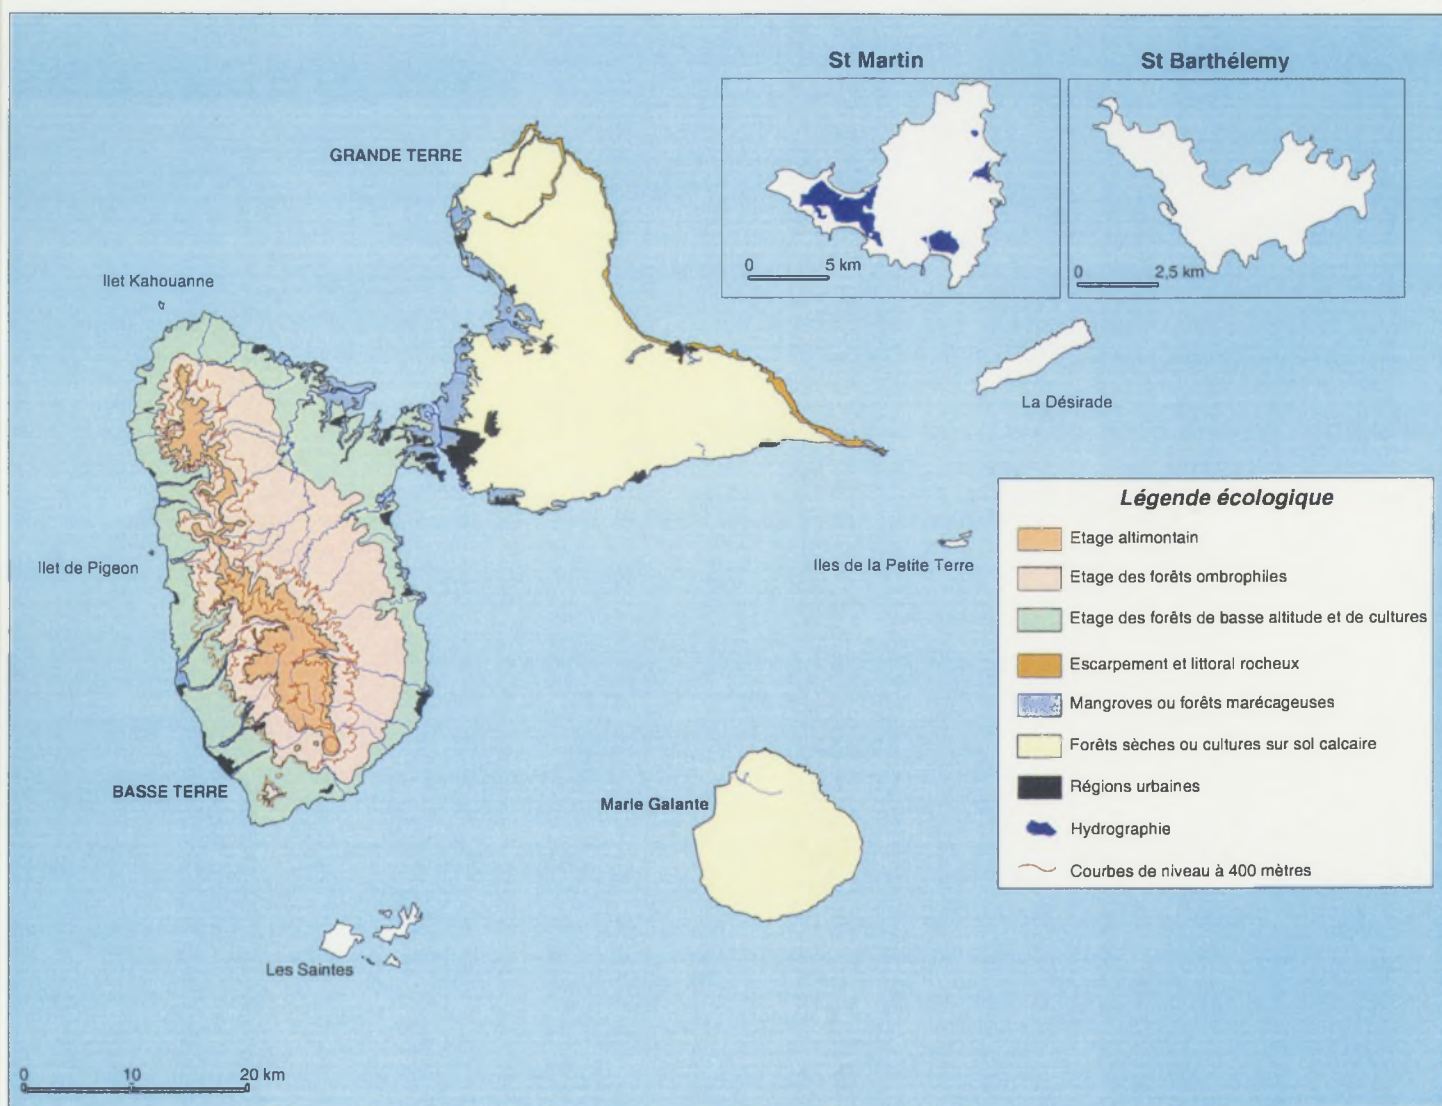 St Martin
St Barthélemy
GRANDE TERRE
0 5 km
0 2,5 km
Ilet Kahouanne
La Désirade
Ilet de Pigeon
Iles de la Petite Terre
BASSE TERRE
Marie Galante
Les Saintes
0 10 20 km
Légende écologique
Etage altimontain
Etage des forêts ombrophiles
Etage des forêts de basse altitude et de cultures
Escarpement et littoral rocheux
Mangroves ou forêts marécageuses
Forêts sèches ou cultures sur sol calcaire
Régions urbaines
Hydrographie
Courbes de niveau à 400 mètres